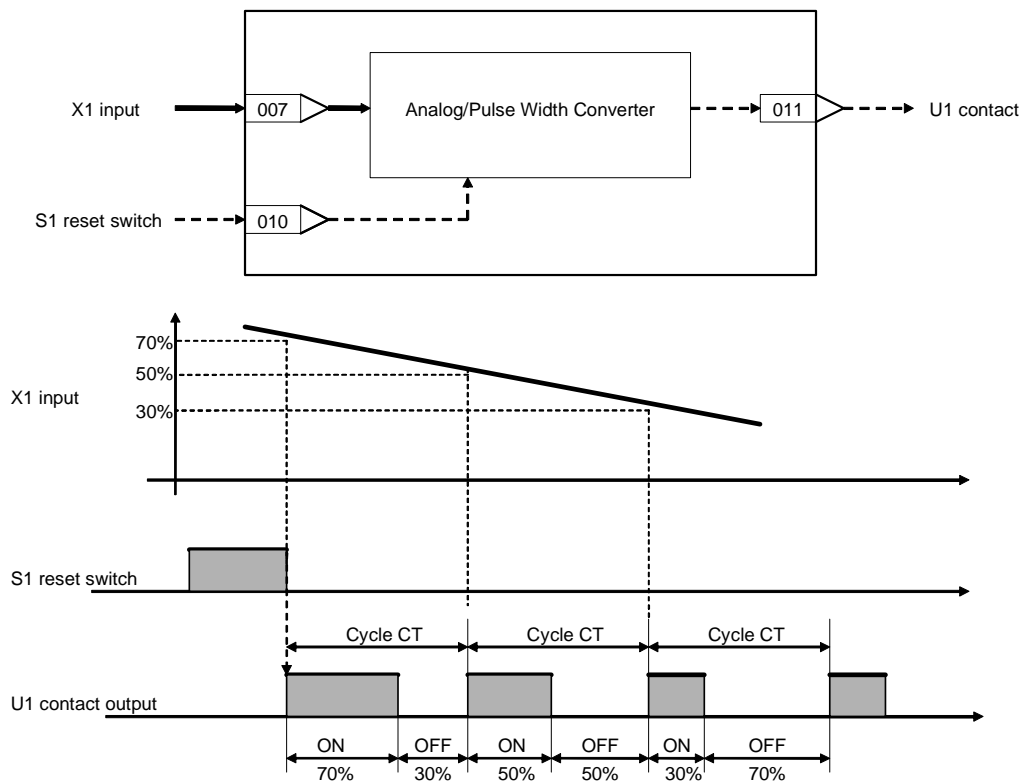 X1 input
007
Analog/Pulse Width Converter
011
U1 contact
S1 reset switch
010
70%
50%
X1 input
30%
S1 reset switch
Cycle CT
Cycle CT
Cycle CT
U1 contact output
ON
OFF
ON
OFF
ON
OFF
70%
30%
50%
50%
30%
70%